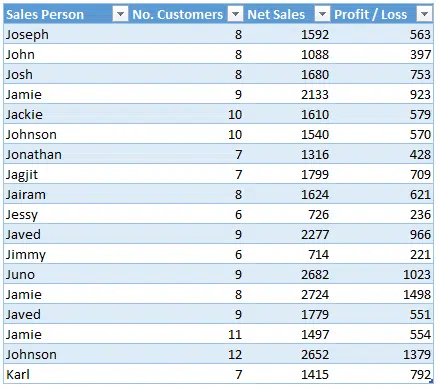 Sales Person No. Customers Net Sales Profit / Loss
Joseph 8 1592 563
John 8 1088 397
Josh 8 1680 753
Jamie 9 2133 923
Jackie 10 1610 579
Johnson 10 1540 570
Jonathan 7 1316 428
Jagjit 7 1799 709
Jairam 8 1624 621
Jessy 6 726 236
Javed 9 2277 966
Jimmy 6 714 221
Juno 9 2682 1023
Jamie 8 2724 1498
Javed 9 1779 551
Jamie 11 1497 554
Johnson 12 2652 1379
Karl 7 1415 792